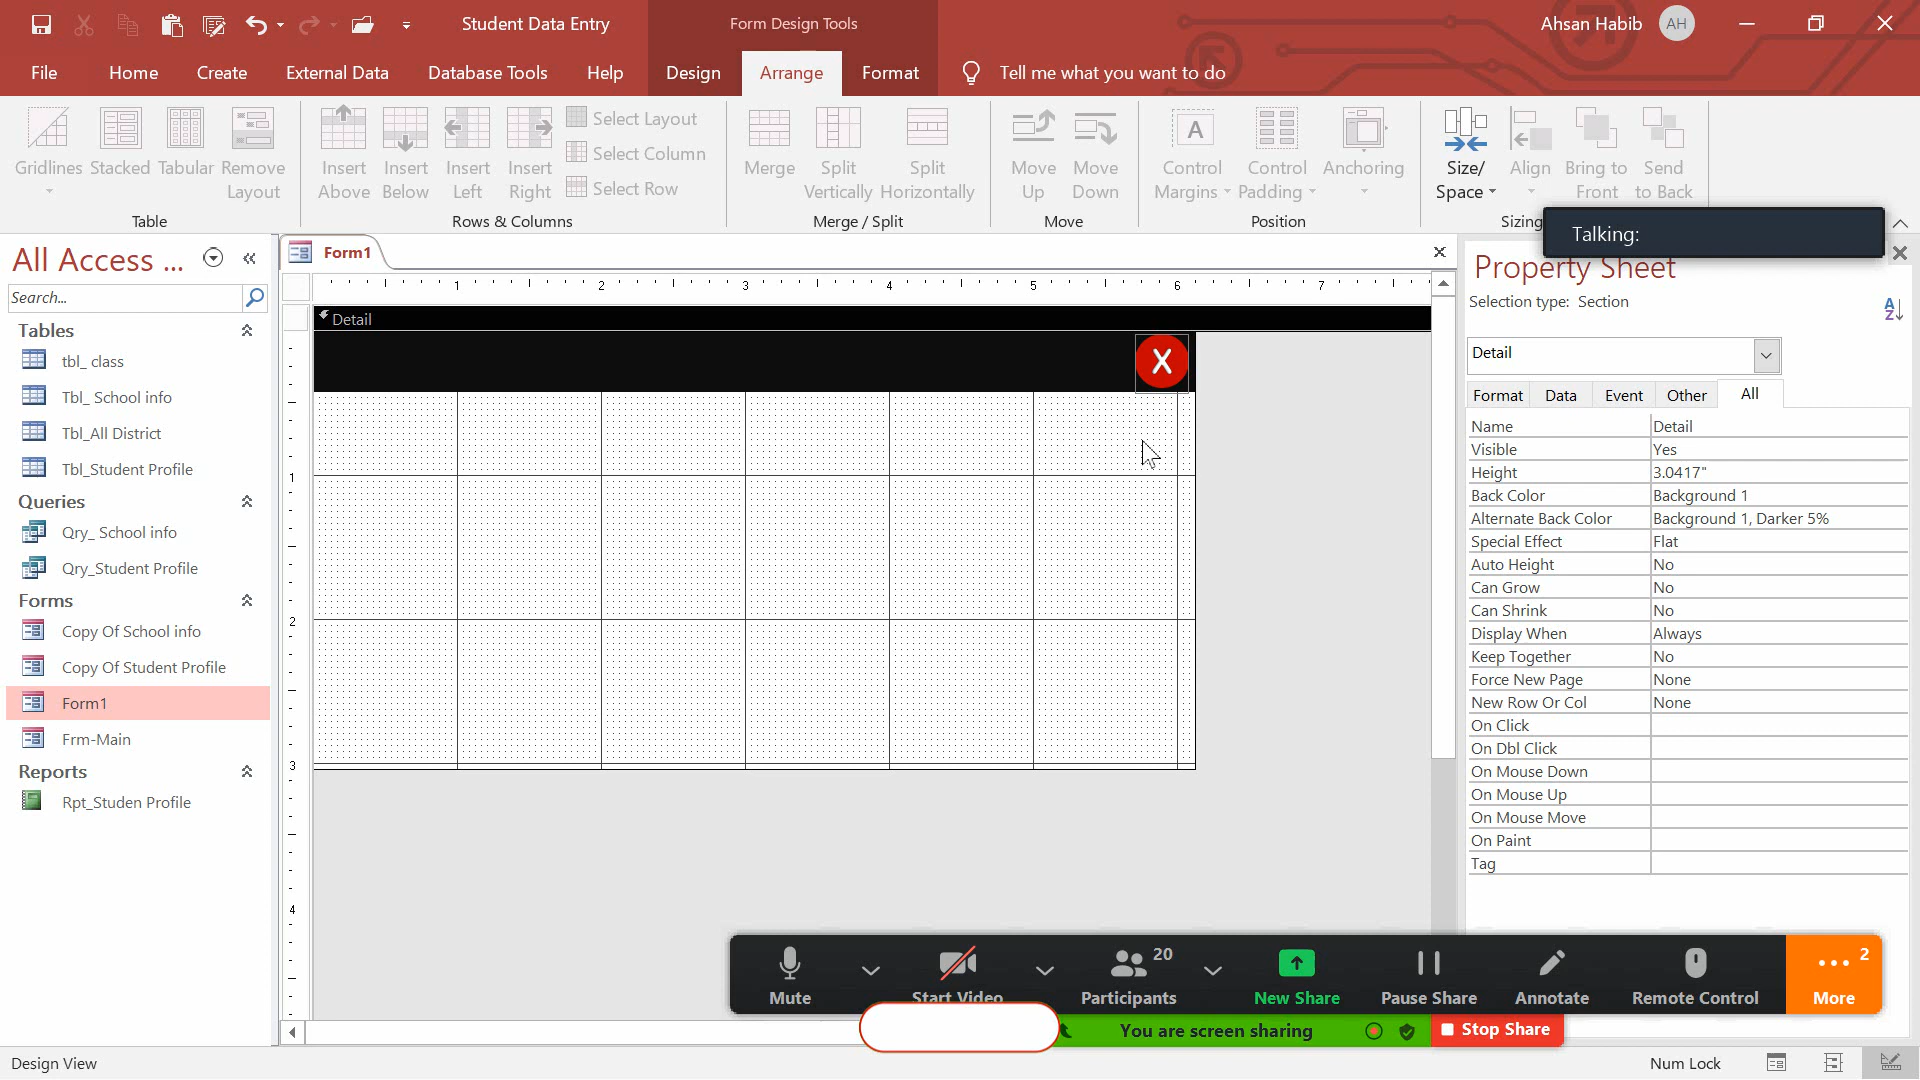 Student Data Entry
Form Design Tools
Ahsan Habib
AH
File
Home
Create
External Data
Database Tools
Help
Design
Arrange
Format
Tell me what you want to do
Gridlines
Stacked
Tabular
Remove
Layout
Insert
Above
Insert
Below
Insert
Left
Insert
Right
Select Layout
Select Column
Select Row
Merge
Split
Vertically
Split
Horizontally
Move
Up
Move
Down
A
Control
Margins
Control
Padding
Anchoring
Size/
Space
Align
Bring to
Front
Send
to Back
Table
Rows & Columns
Merge / Split
Move
Position
Sizing
Talking:
All Access ...
Search...
Tables
tbl_ class
Tbl_ School info
Tbl_All District
Tbl_Student Profile
Queries
Qry_ School info
Qry_Student Profile
Forms
Copy Of School info
Copy Of Student Profile
Form1
Frm-Main
Reports
Rpt_Studen Profile
Form1
1 2 3 4 5 6 7
Detail
X
1
2
3
4
Property Sheet
Selection type: Section
A
Z
Detail
Format
Data
Event
Other
All
Name Detail
Visible Yes
Height 3.0417"
Back Color Background 1
Alternate Back Color Background 1, Darker 5%
Special Effect Flat
Auto Height No
Can Grow No
Can Shrink No
Display When Always
Keep Together No
Force New Page None
New Row Or Col None
On Click
On Dbl Click
On Mouse Down
On Mouse Up
On Mouse Move
On Paint
Tag
Mute
Start Video
Participants
20
New Share
Pause Share
Annotate
Remote Control
More
2
You are screen sharing
Stop Share
Design View
Num Lock